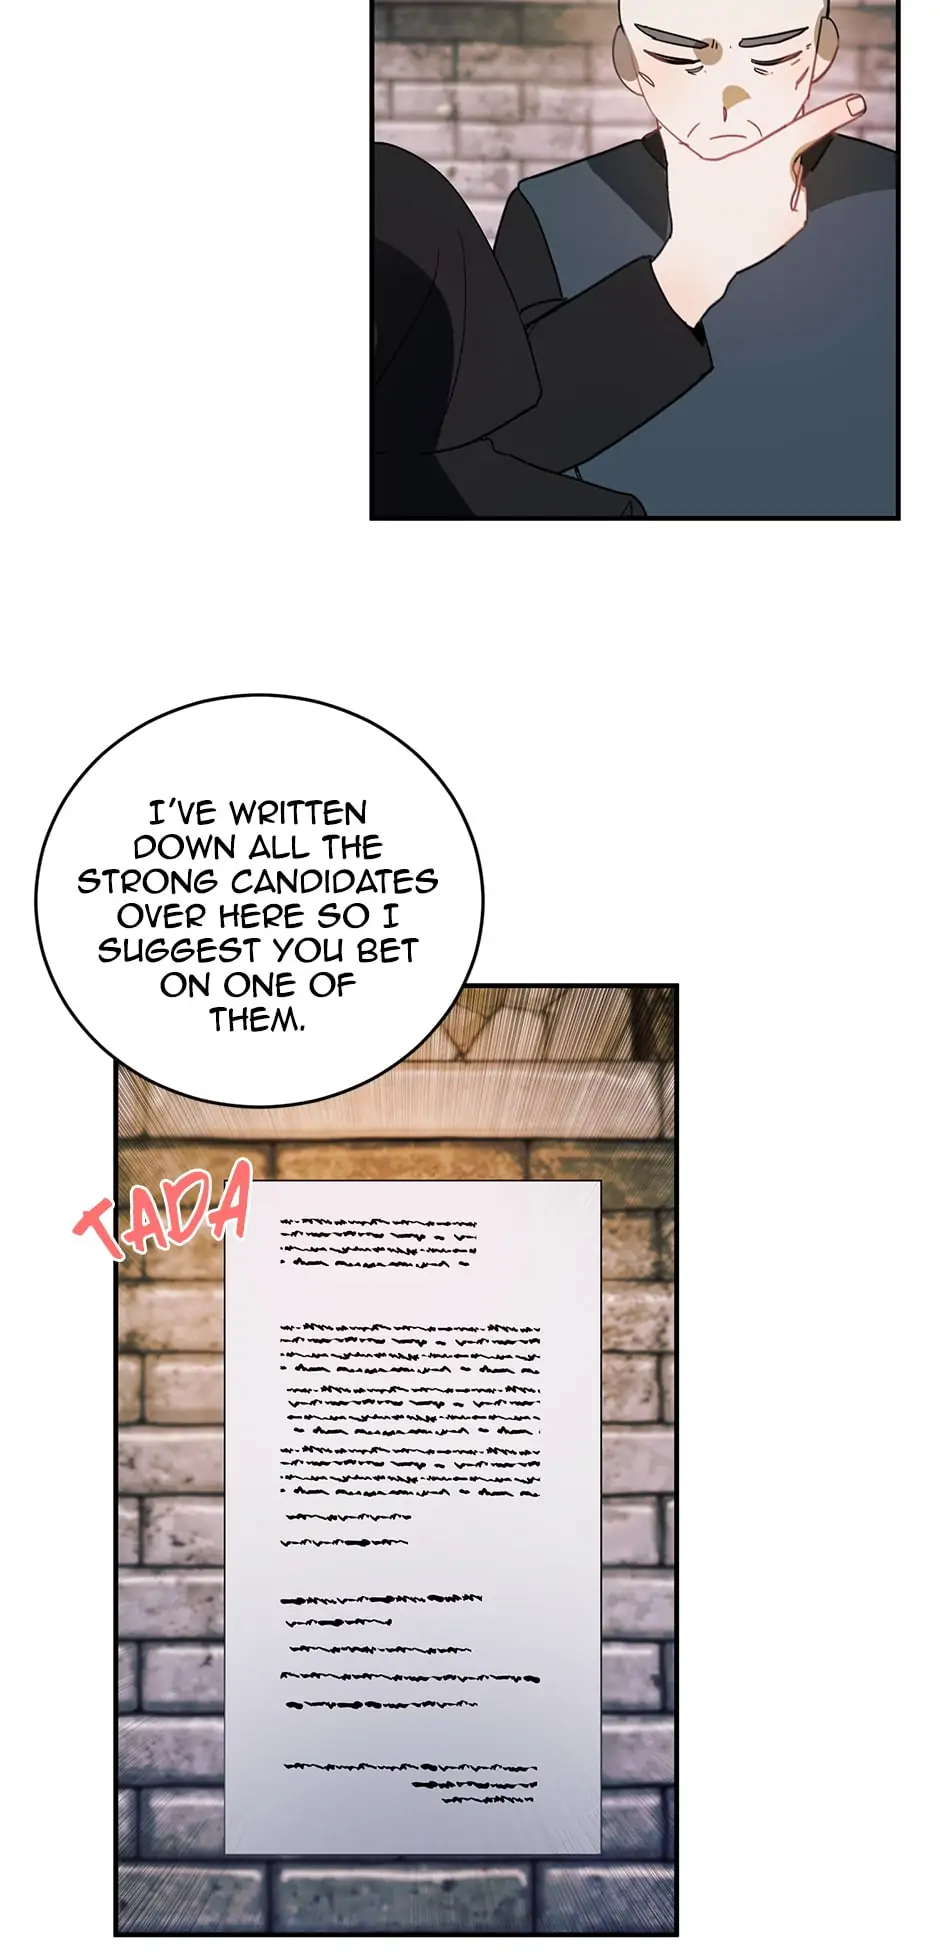 I'VE WRITTEN
DOWN ALL THE
STRONG CANDIDATES
OVER HERE SO I
SUGGEST YOU BET
ON ONE OF
THEM.
TADA